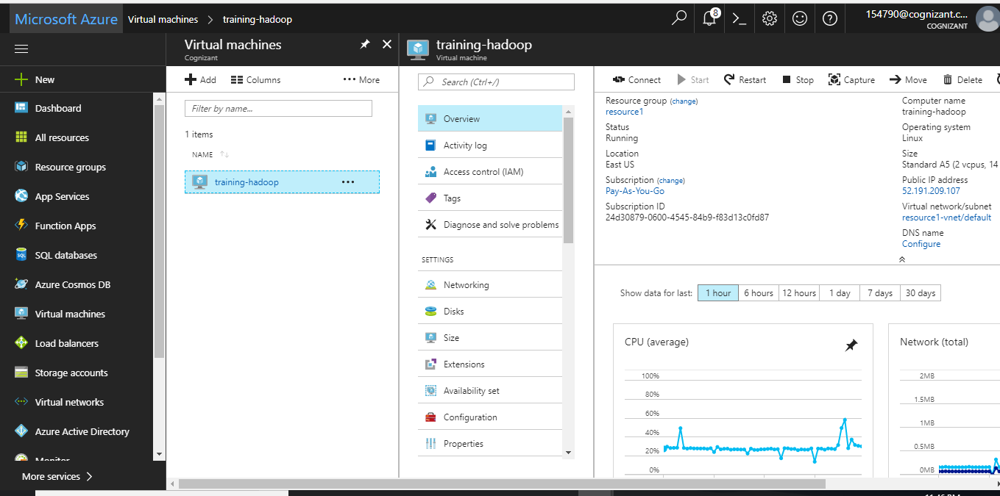 Microsoft Azure
Virtual machines > training-hadoop
8
154790@cognizant.c...
COGNIZANT
New
Dashboard
All resources
Resource groups
App Services
Function Apps
SQL databases
Azure Cosmos DB
Virtual machines
Load balancers
Storage accounts
Virtual networks
Azure Active Directory
Monitor
More services
Virtual machines
Cognizant
Add Columns More
Filter by name...
1 items
NAME
training-hadoop
training-hadoop
Virtual machine
Search (Ctrl+/)
Overview
Activity log
Access control (IAM)
Tags
Diagnose and solve problems
SETTINGS
Networking
Disks
Size
Extensions
Availability set
Configuration
Properties
Connect Start Restart Stop Capture Move Delete
Resource group (change)
resource1
Status
Running
Location
East US
Subscription (change)
Pay-As-You-Go
Subscription ID
24d30879-0600-4545-84b9-f83d13c0fd87
Computer name
training-hadoop
Operating system
Linux
Size
Standard A5 (2 vcpus, 14
Public IP address
52.191.209.107
Virtual network/subnet
resource1-vnet/default
DNS name
Configure
Show data for last: 1 hour 6 hours 12 hours 1 day 7 days 30 days
CPU (average)
100%
80%
60%
40%
20%
0%
Network (total)
2MB
1.5MB
1MB
0.5MB
0MB